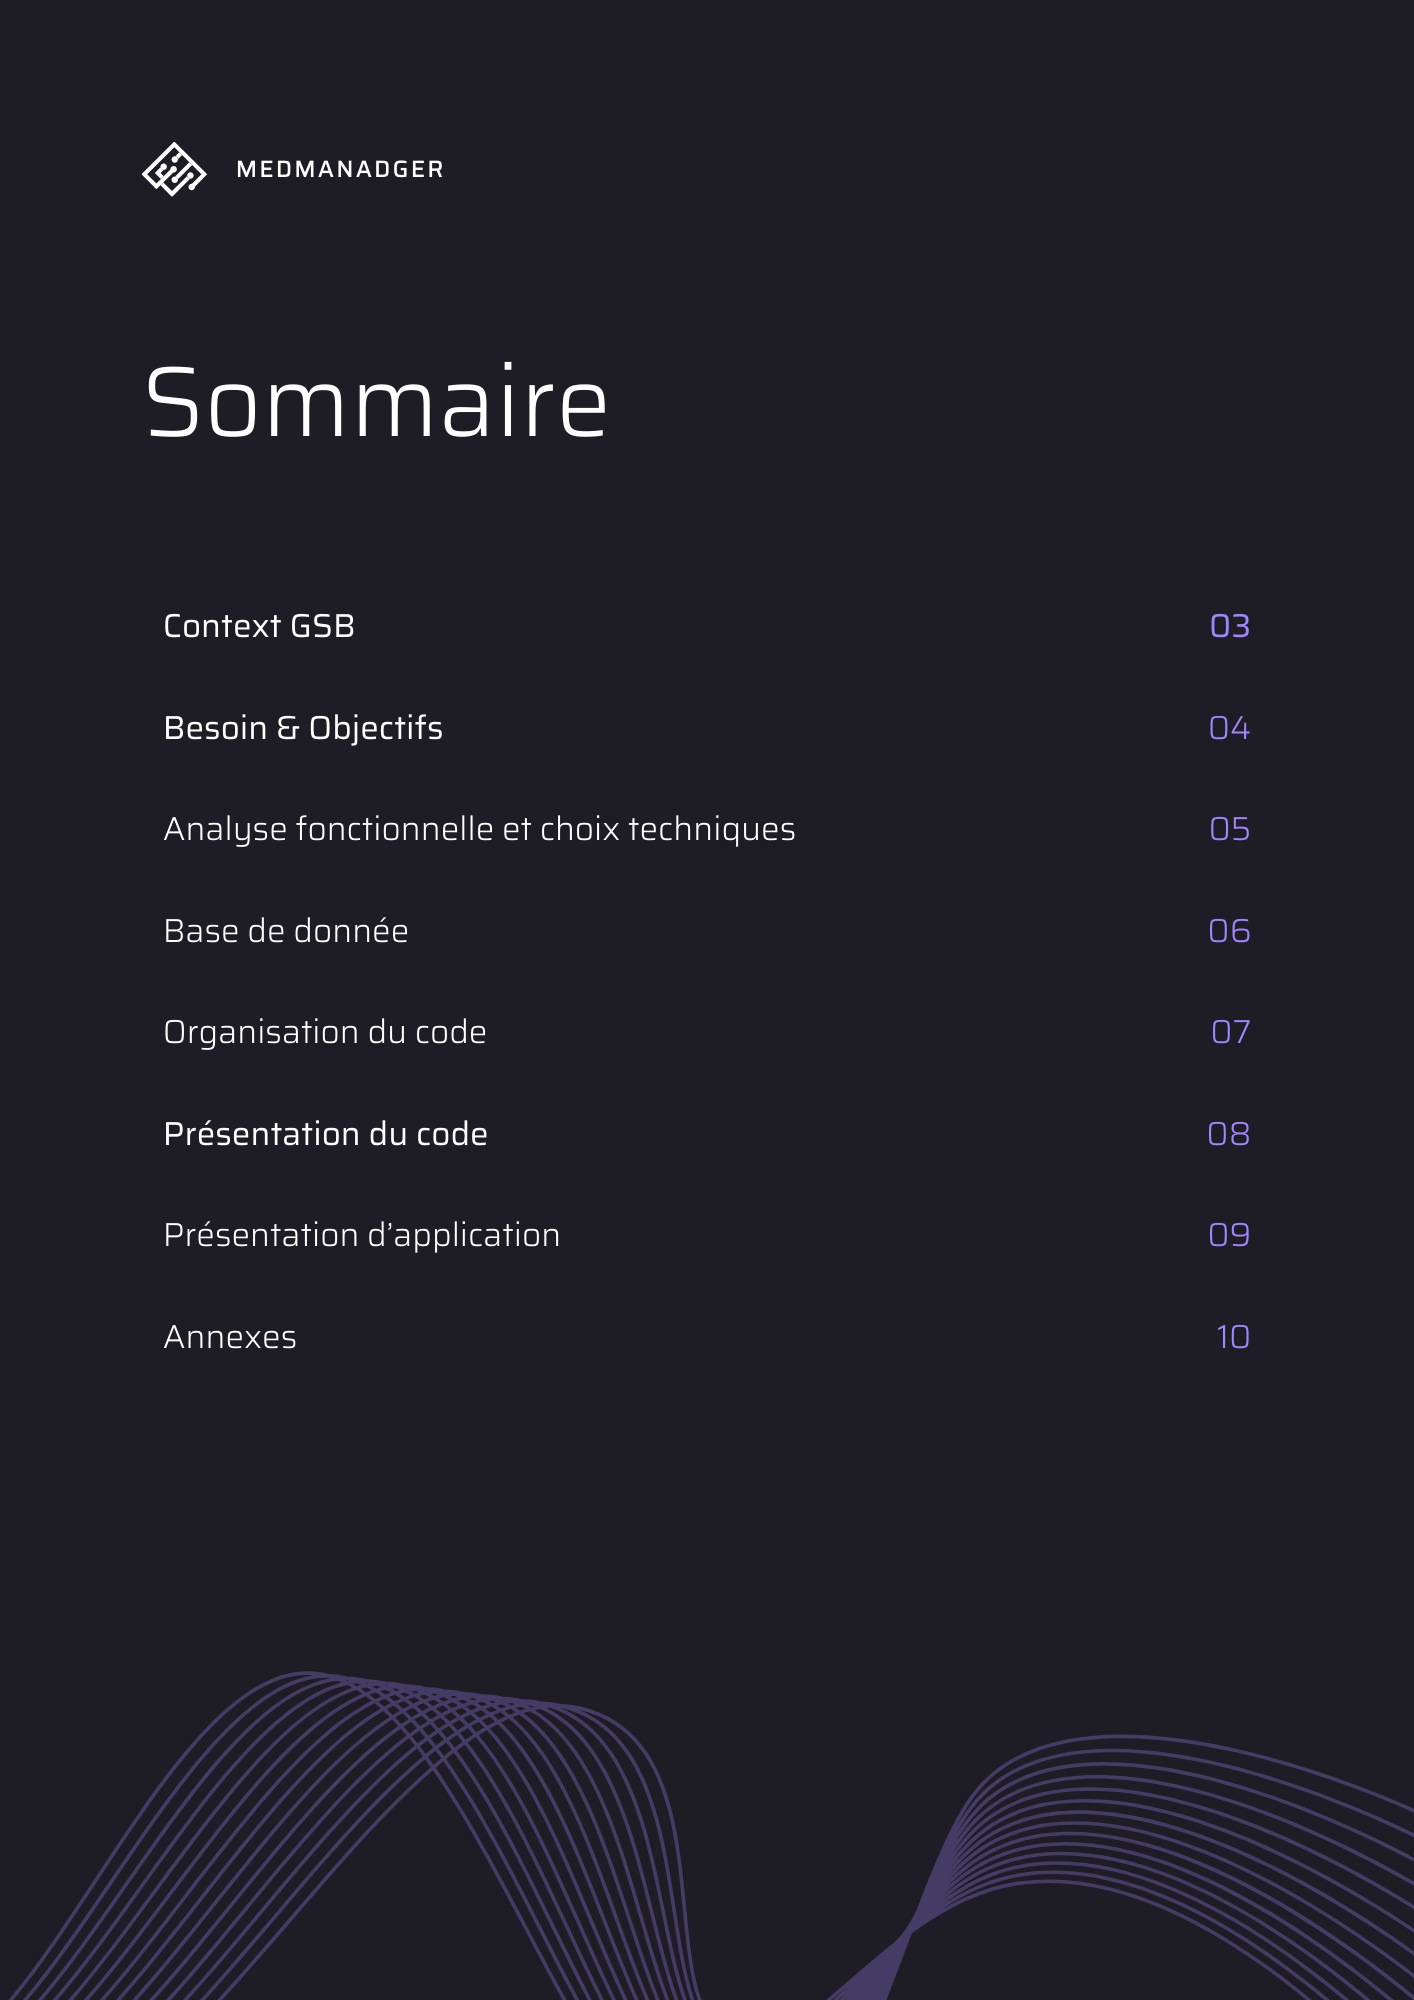 MEDMANADGER
Sommaire
Context GSB 03
Besoin & Objectifs 04
Analyse fonctionnelle et choix techniques 05
Base de donnée 06
Organisation du code 07
Présentation du code 08
Présentation d’application 09
Annexes 10